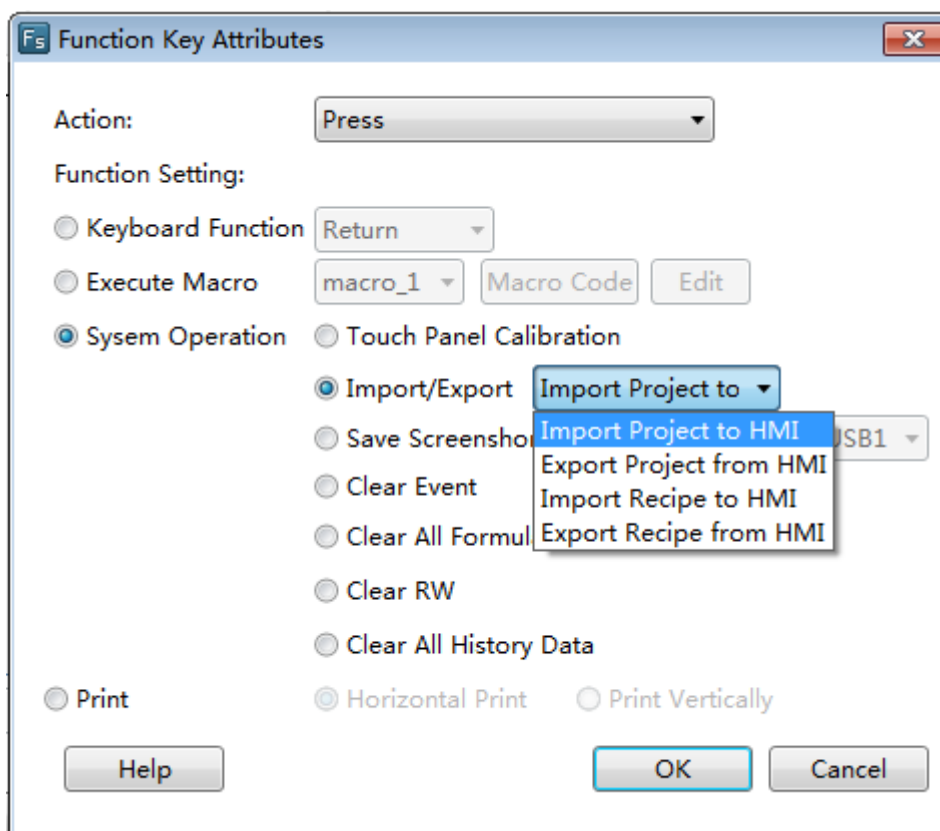 Fs Function Key Attributes
Action: Press
Function Setting:
Keyboard Function Return
Execute Macro macro_1 Macro Code Edit
Sysem Operation Touch Panel Calibration
Import/Export Import Project to
Import Project to HMI
Save Screenshot USB1
Export Project from HMI
Clear Event
Import Recipe to HMI
Clear All Formul
Export Recipe from HMI
Clear RW
Clear All History Data
Print Horizontal Print Print Vertically
Help OK Cancel